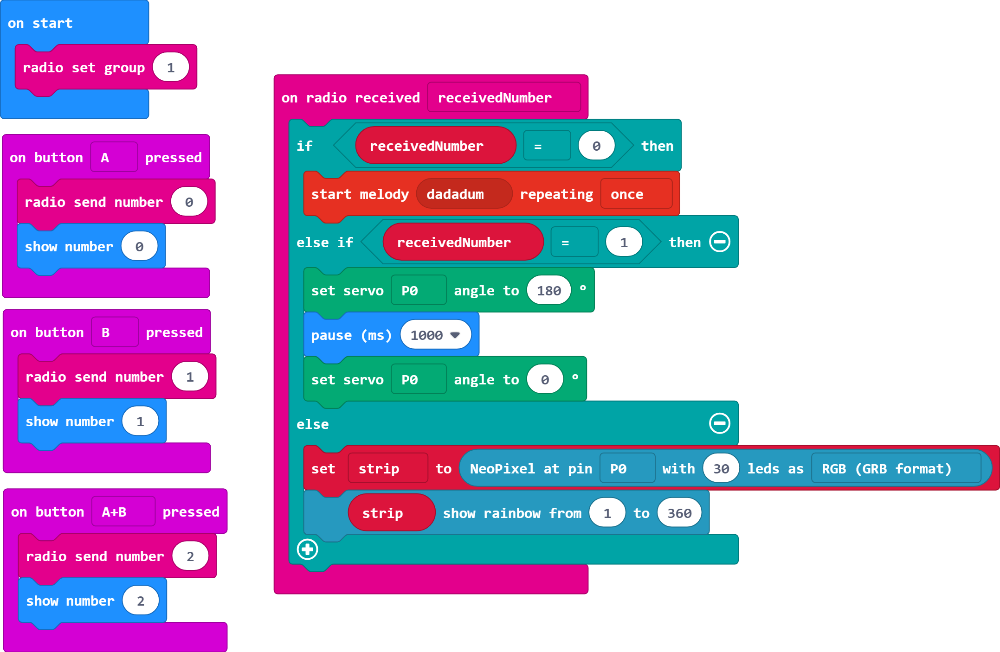 on start
radio set group 1
on button A pressed
radio send number 0
show number 0
on button B pressed
radio send number 1
show number 1
on button A+B pressed
radio send number 2
show number 2
on radio received receivedNumber
if receivedNumber = 0 then
start melody dadadum repeating once
else if receivedNumber = 1 then
set servo P0 angle to 180 °
pause (ms) 1000
set servo P0 angle to 0 °
else
set strip to NeoPixel at pin P0 with 30 leds as RGB (GRB format)
strip show rainbow from 1 to 360